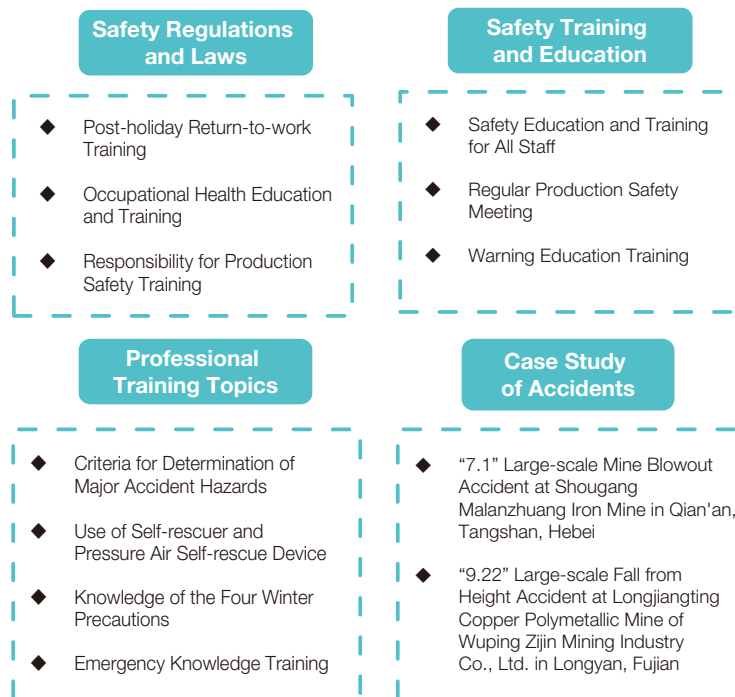 Safety Regulations
and Laws
◆ Post-holiday Return-to-work
Training
◆ Occupational Health Education
and Training
◆ Responsibility for Production
Safety Training
Safety Training
and Education
◆ Safety Education and Training
for All Staff
◆ Regular Production Safety
Meeting
◆ Warning Education Training
Professional
Training Topics
◆ Criteria for Determination of
Major Accident Hazards
◆ Use of Self-rescuer and
Pressure Air Self-rescue Device
◆ Knowledge of the Four Winter
Precautions
◆ Emergency Knowledge Training
Case Study
of Accidents
◆ “7.1” Large-scale Mine Blowout
Accident at Shougang
Malanzhuang Iron Mine in Qian'an,
Tangshan, Hebei
◆ “9.22” Large-scale Fall from
Height Accident at Longjiangting
Copper Polymetallic Mine of
Wuping Zijin Mining Industry
Co., Ltd. in Longyan, Fujian